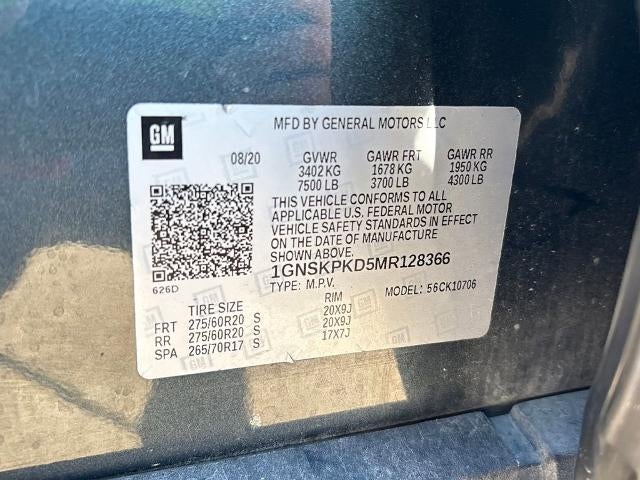 GM
MFD BY GENERAL MOTORS LLC
08/20 GVWR GAWR FRT GAWR RR
3402 KG 1678 KG 1950 KG
7500 LB 3700 LB 4300 LB
THIS VEHICLE CONFORMS TO ALL
APPLICABLE U.S. FEDERAL MOTOR
VEHICLE SAFETY STANDARDS IN EFFECT
ON THE DATE OF MANUFACTURE
SHOWN ABOVE.
1GNSKPKD5MR128366
626D
TYPE: M.P.V. MODEL: 56CK10706
TIRE SIZE RIM
FRT 275/60R20 S 20X9J
RR 275/60R20 S 20X9J
SPA 265/70R17 S 17X7J